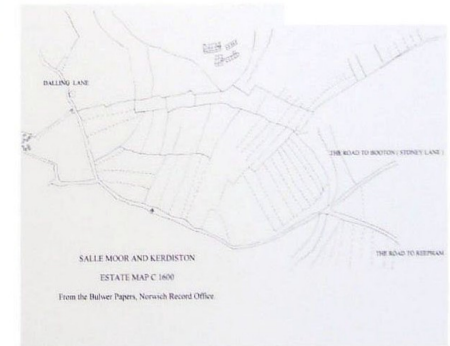 DALLING LANE
THE ROAD TO BOOTON ( STONEY LANE )
THE ROAD TO REEPHAM
SALLE MOOR AND KERDISTON
ESTATE MAP C 1600
From the Bulwer Papers, Norwich Record Office